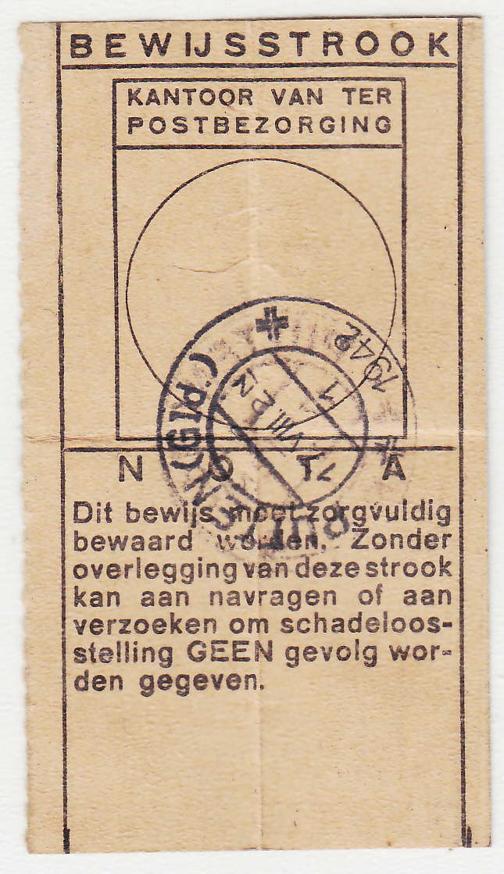 BEWIJSSTROOK
KANTOOR VAN TER
POSTBEZORGING
1942
VIII
N A
Dit bewijs moet zorgvuldig
bewaard worden. Zonder
overlegging van deze strook
kan aan navragen of aan
verzoeken om schadeloos-
stelling GEEN gevolg wor-
den gegeven.